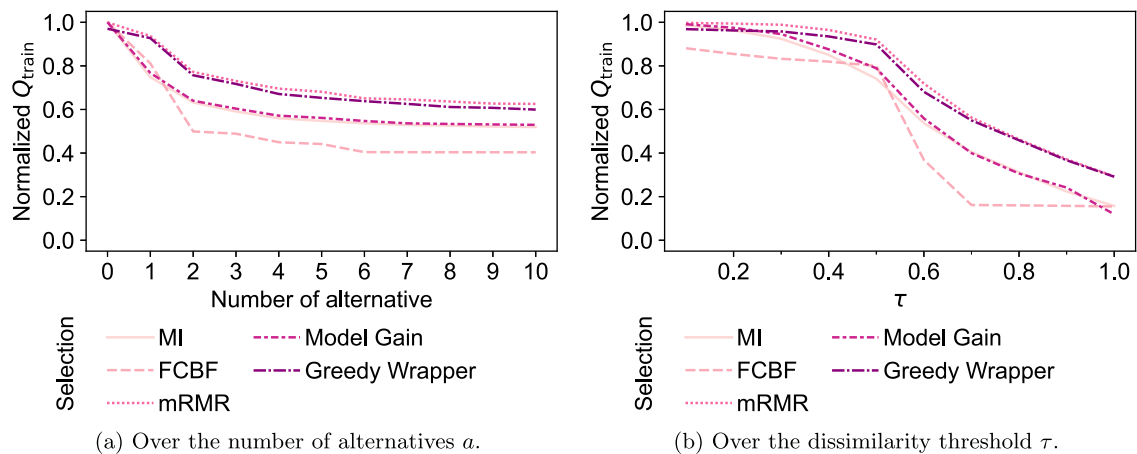 Normalized Q_train
1.0
0.8
0.6
0.4
0.2
0.0
0 1 2 3 4 5 6 7 8 9 10
Number of alternative
Selection
MI
FCBF
mRMR
Model Gain
Greedy Wrapper
(a) Over the number of alternatives a.
Normalized Q_train
1.0
0.8
0.6
0.4
0.2
0.0
0.2 0.4 0.6 0.8 1.0
τ
Selection
MI
FCBF
mRMR
Model Gain
Greedy Wrapper
(b) Over the dissimilarity threshold τ.